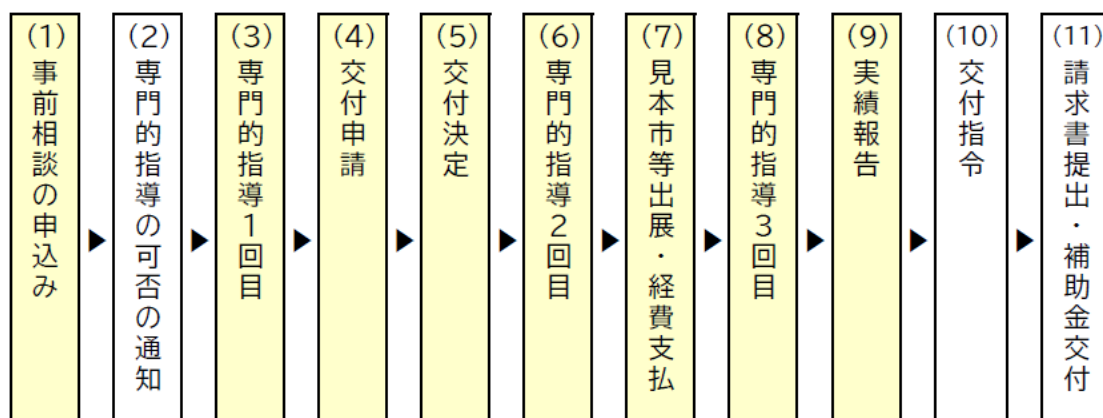 (1)
事前相談の申込み
▶
(2)
専門的指導の可否の通知
▶
(3)
専門的指導1回目
▶
(4)
交付申請
▶
(5)
交付決定
▶
(6)
専門的指導2回目
▶
(7)
見本市等出展・経費支払
▶
(8)
専門的指導3回目
▶
(9)
実績報告
▶
(10)
交付指令
▶
(11)
請求書提出・補助金交付